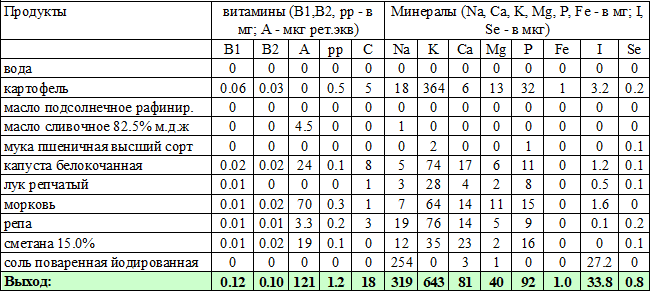 Продукты витамины (B1,B2, рр - в мг; А - мкг рет.экв) Минералы (Na, Ca, K, Mg, P, Fe - в мг; I, Se - в мкг)
B1 B2 A pp C Na K Ca Mg P Fe I Se
вода 0 0 0 0 0 0 0 0 0 0 0 0 0
картофель 0.06 0.03 0 0.5 5 18 364 6 13 32 1 3.2 0.2
масло подсолнечное рафинир. 0 0 0 0 0 0 0 0 0 0 0 0 0
масло сливочное 82.5% м.д.ж 0 0 4.5 0 0 1 0 0 0 0 0 0 0
мука пшеничная высший сорт 0 0 0 0 0 0 2 0 0 1 0 0 0.1
капуста белокочанная 0.02 0.02 24 0.1 8 5 74 17 6 11 0 1.2 0.1
лук репчатый 0.01 0 0 0 1 3 28 4 2 8 0 0.5 0.1
морковь 0.01 0.02 70 0.3 1 7 64 14 11 15 0 1.6 0
репа 0.01 0.01 3.3 0.2 3 19 76 14 5 9 0 0.1 0.2
сметана 15.0% 0.01 0.02 19 0.1 0 12 35 23 2 16 0 0 0.1
соль поваренная йодированная 0 0 0 0 0 254 0 3 1 0 0 27.2 0
Выход: 0.12 0.10 121 1.2 18 319 643 81 40 92 1.0 33.8 0.8